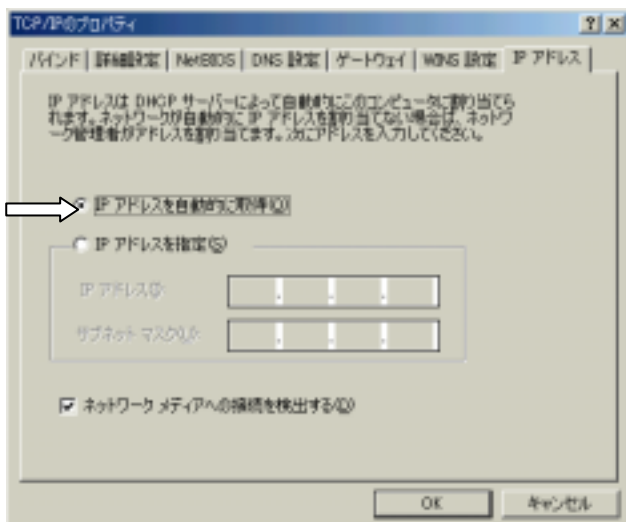 TCP/IPのプロパティ
バインド 詳細設定 NetBIOS DNS 設定 ゲートウェイ WINS 設定 IP アドレス
IP アドレスは DHCP サーバーによって自動的にこのコンピュータに割り当てら
れます。ネットワークが自動的に IP アドレスを割り当てない場合は、ネットワ
ーク管理者がアドレスを割り当てます。次にアドレスを入力してください。
IP アドレスを自動的に取得(O)
IP アドレスを指定(S)
IP アドレス(I):
サブネット マスク(U):
ネットワーク メディアへの接続を検出する(D)
OK キャンセル